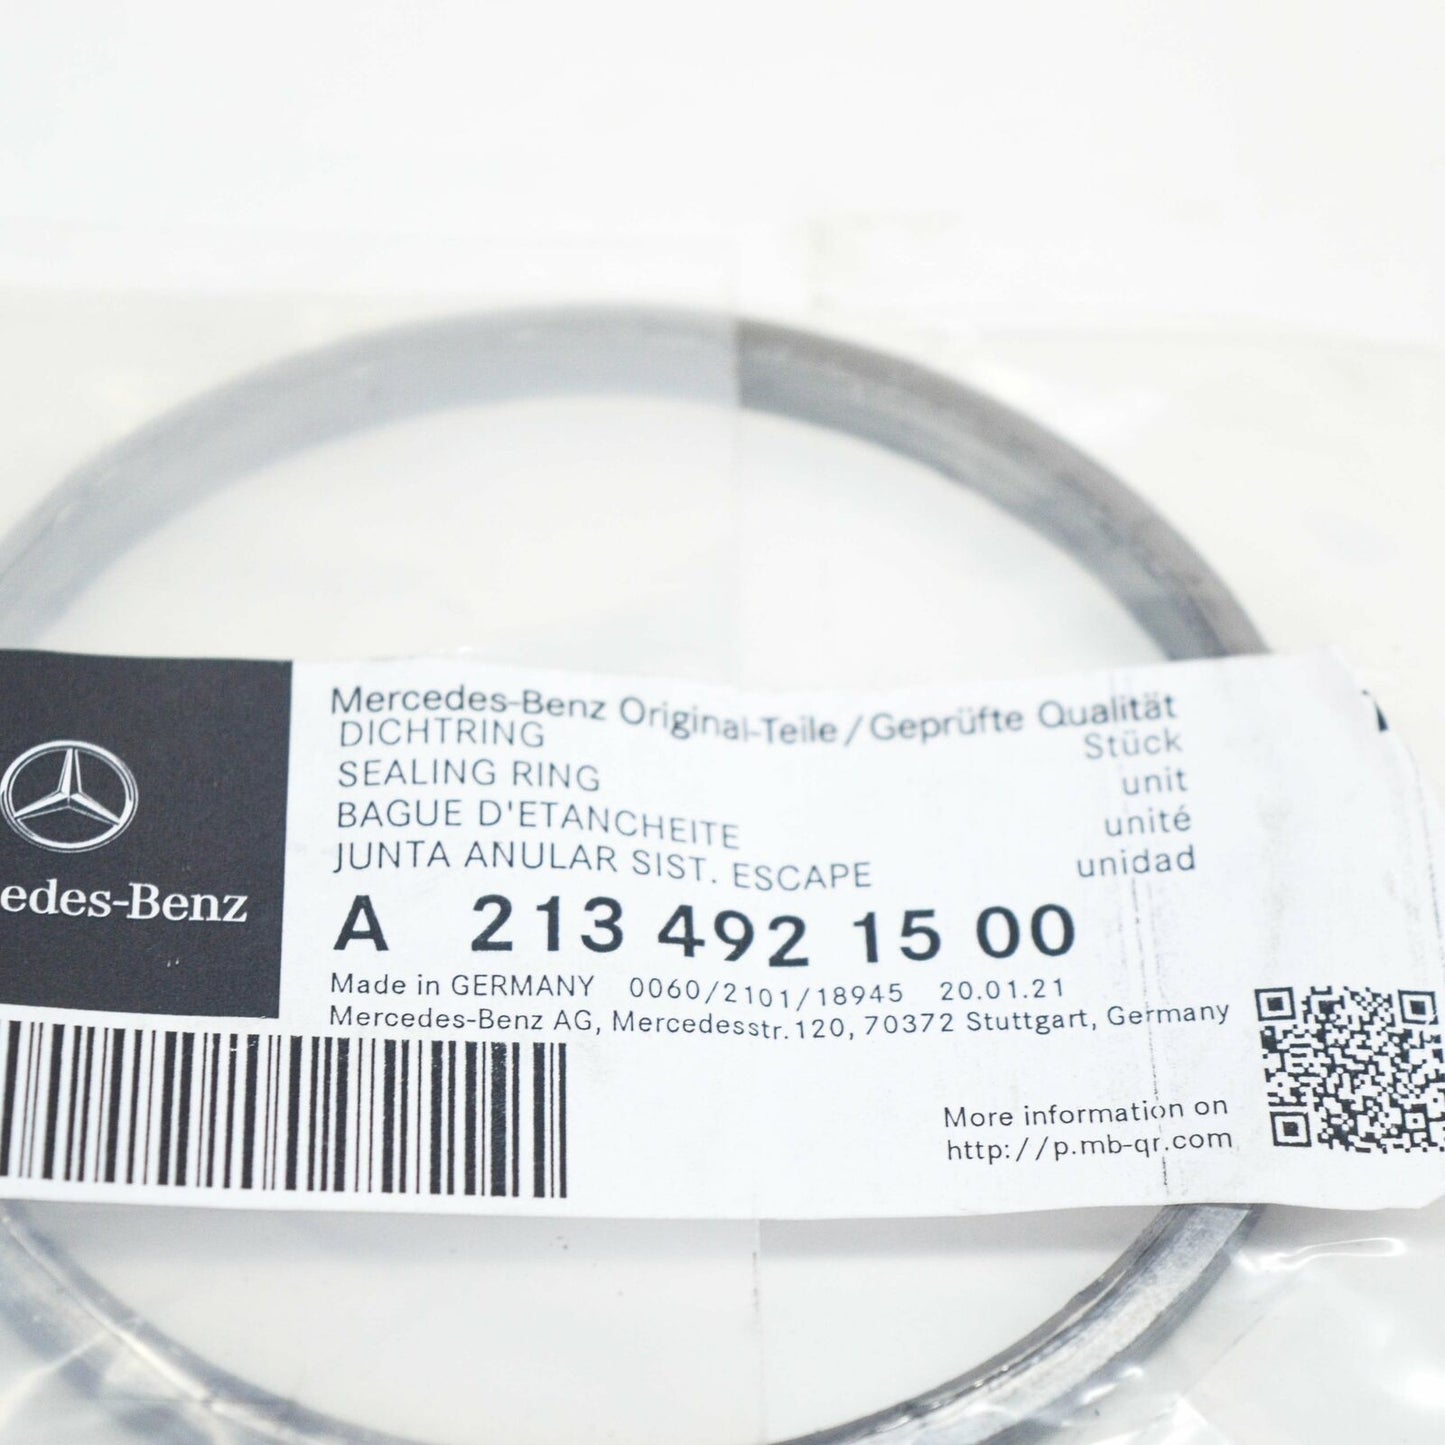 Mercedes-Benz Original-Teile / Geprüfte Qualität
DICHTRING Stück
SEALING RING unit
BAGUE D'ETANCHEITE unité
JUNTA ANULAR SIST. ESCAPE unidad
edes-Benz
A 213 492 15 00
Made in GERMANY 0060/2101/18945 20.01.21
Mercedes-Benz AG, Mercedesstr. 120, 70372 Stuttgart, Germany
More information on
http://p.mb-qr.com